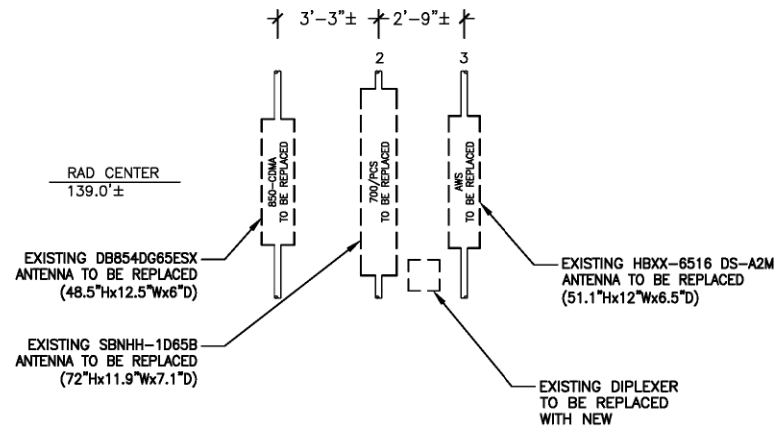 3'-3"± 2'-9"±
2 3
850-CDMA
TO BE REPLACED
700/PCS
TO BE REPLACED
AWS
TO BE REPLACED
RAD CENTER
139.0'±
EXISTING DB854DG65ESX
ANTENNA TO BE REPLACED
(48.5"Hx12.5"Wx6"D)
EXISTING SBNHH-1D65B
ANTENNA TO BE REPLACED
(72"Hx11.9"Wx7.1"D)
EXISTING HBXX-6516 DS-A2M
ANTENNA TO BE REPLACED
(51.1"Hx12"Wx6.5"D)
EXISTING DIPLEXER
TO BE REPLACED
WITH NEW